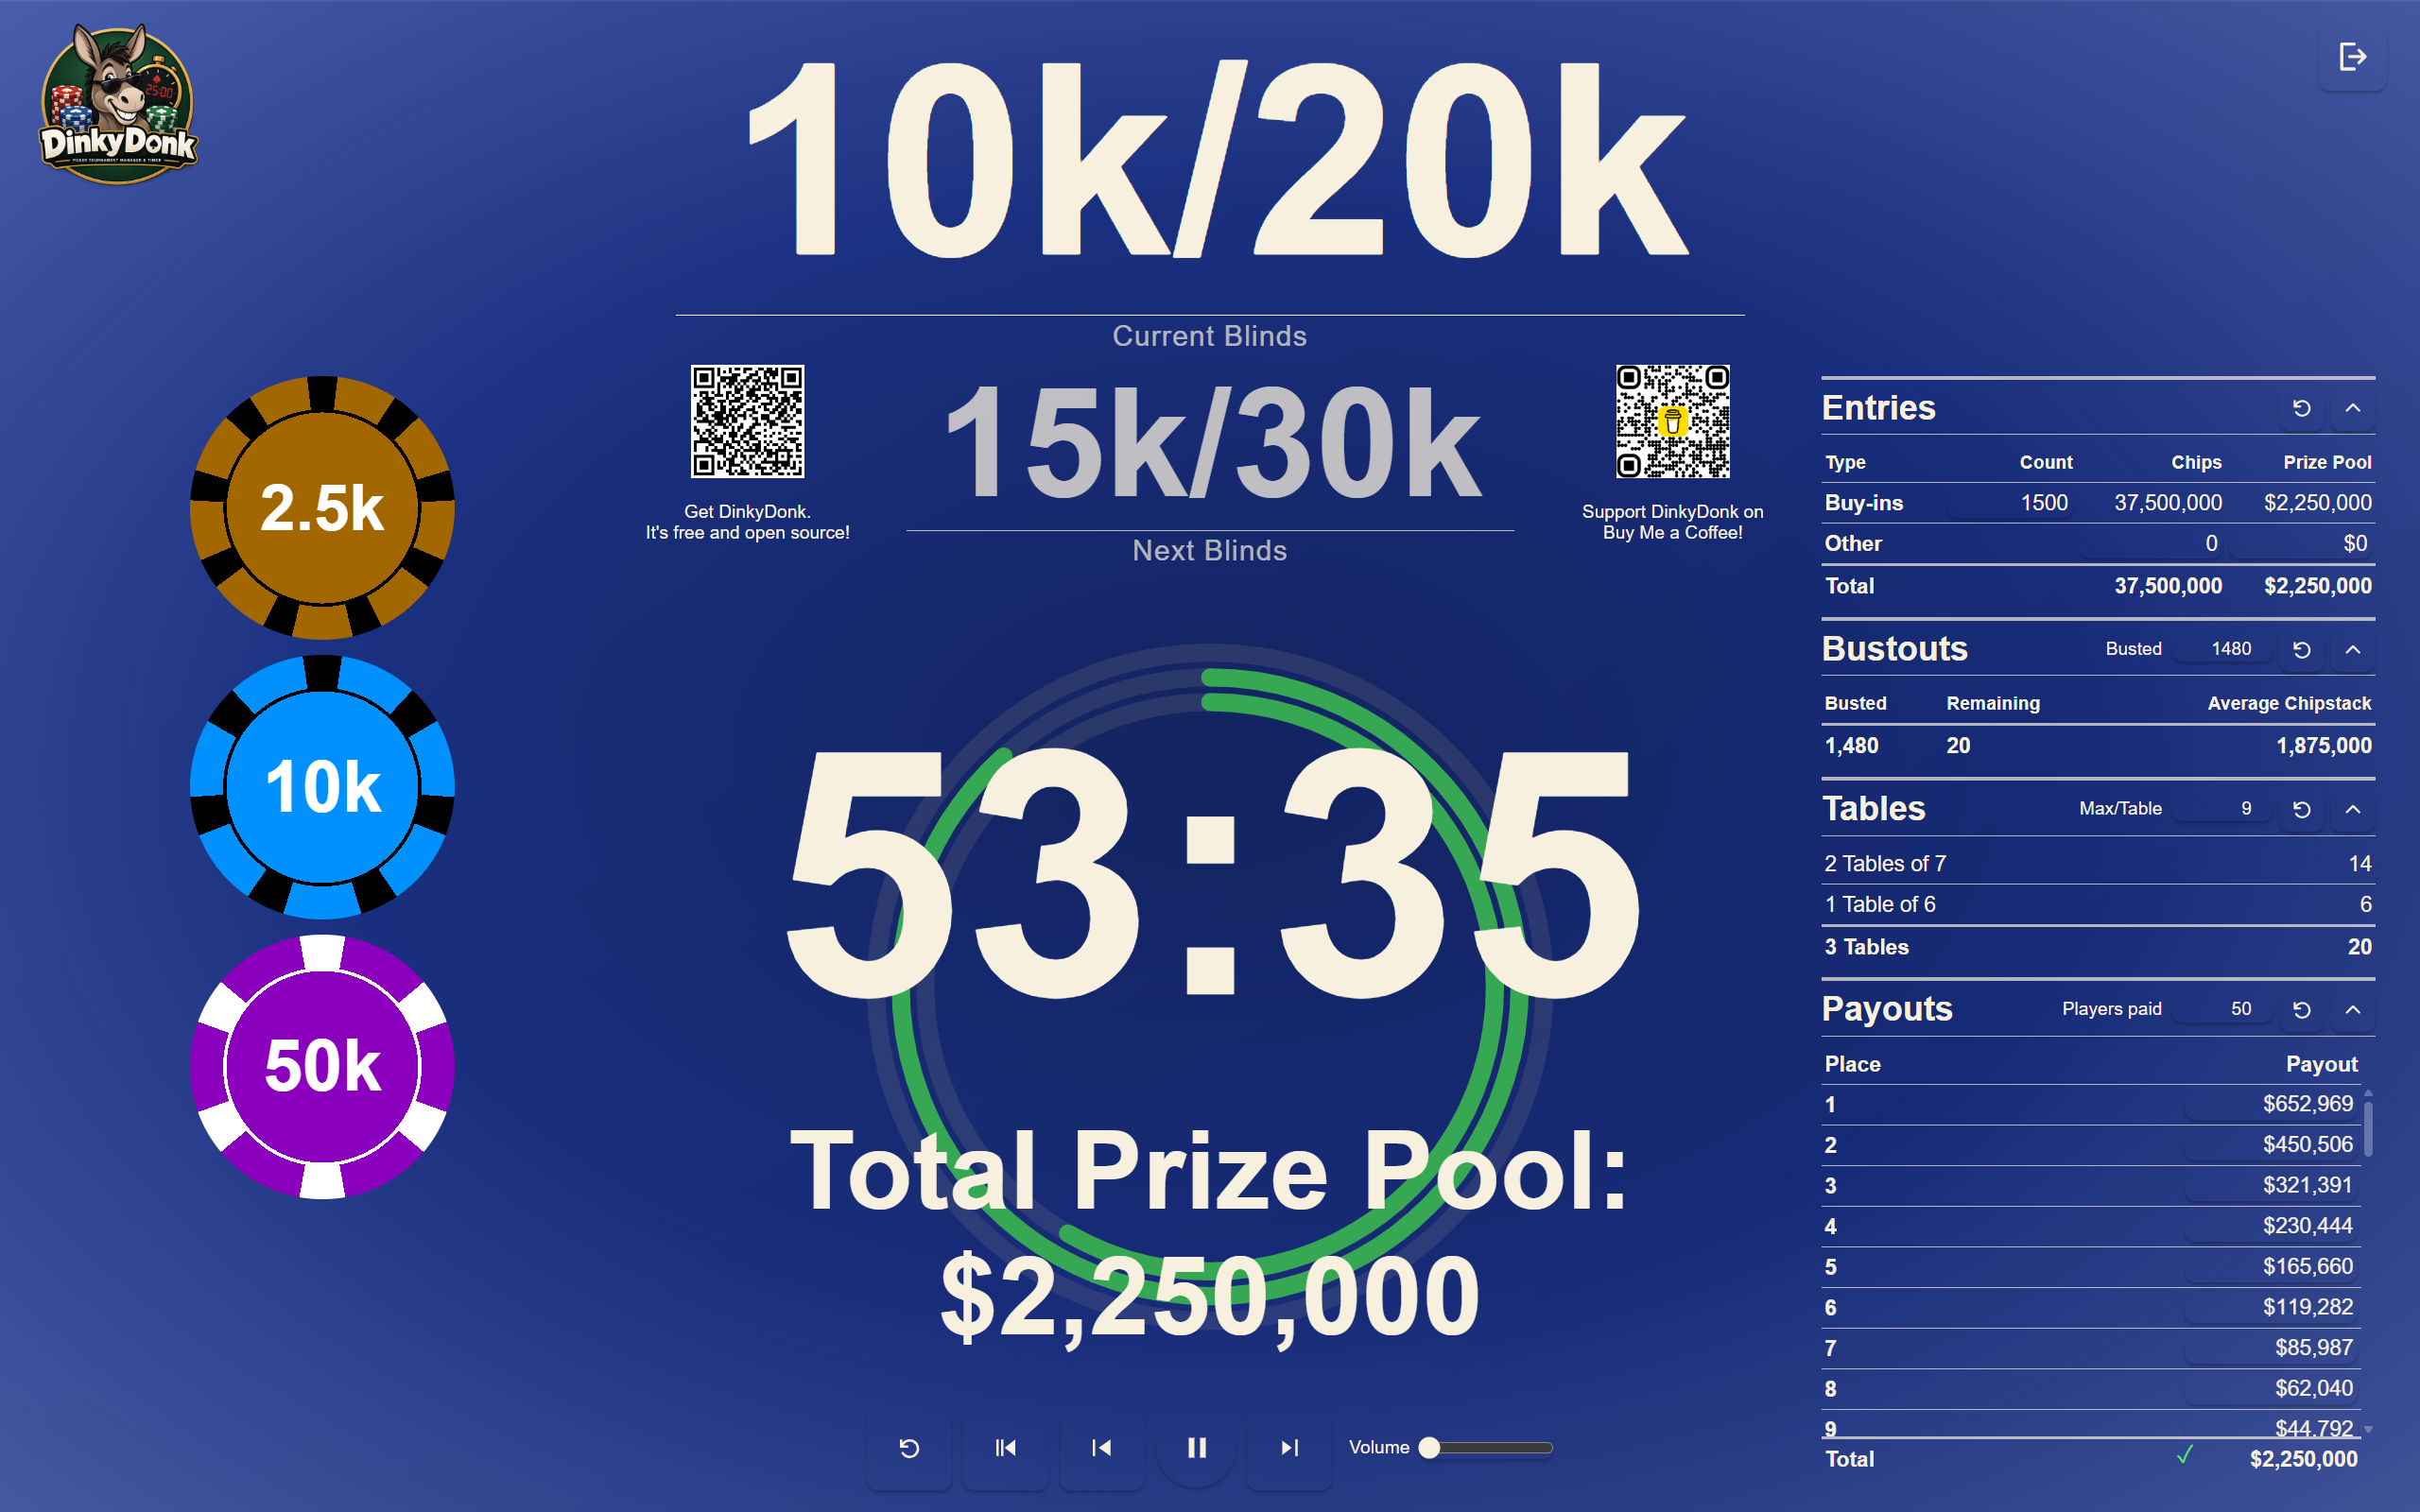 25:00
DinkyDonk
POKER TOURNAMENT MANAGER & TIMER
10k/20k
Current Blinds
15k/30k
Next Blinds
Get DinkyDonk.
It's free and open source!
Support DinkyDonk on
Buy Me a Coffee!
2.5k
10k
50k
53:35
Total Prize Pool:
$2,250,000
Volume
Entries
Type Count Chips Prize Pool
Buy-ins 1500 37,500,000 $2,250,000
Other 0 $0
Total 37,500,000 $2,250,000
Bustouts Busted 1480
Busted Remaining Average Chipstack
1,480 20 1,875,000
Tables Max/Table 9
2 Tables of 7 14
1 Table of 6 6
3 Tables 20
Payouts Players paid 50
Place Payout
1 $652,969
2 $450,506
3 $321,391
4 $230,444
5 $165,660
6 $119,282
7 $85,987
8 $62,040
9 $44,792
Total $2,250,000